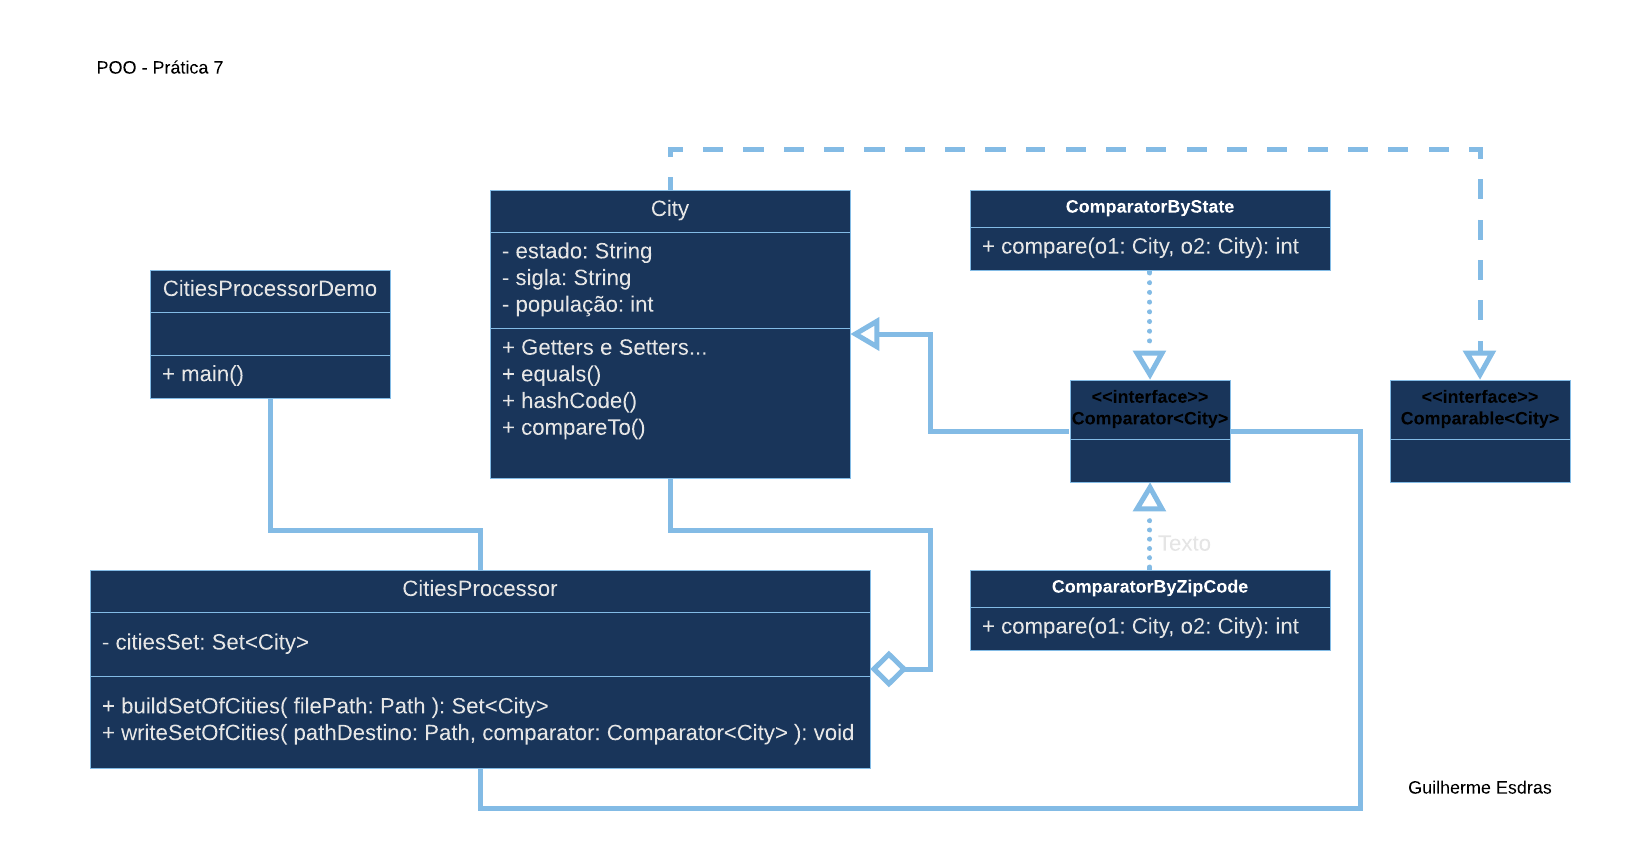 POO - Prática 7
City
- estado: String
- sigla: String
- população: int
+ Getters e Setters...
+ equals()
+ hashCode()
+ compareTo()
ComparatorByState
+ compare(o1: City, o2: City): int
CitiesProcessorDemo
+ main()
<<interface>>
Comparator<City>
<<interface>>
Comparable<City>
Texto
ComparatorByZipCode
+ compare(o1: City, o2: City): int
CitiesProcessor
- citiesSet: Set<City>
+ buildSetOfCities( filePath: Path ): Set<City>
+ writeSetOfCities( pathDestino: Path, comparator: Comparator<City> ): void
Guilherme Esdras